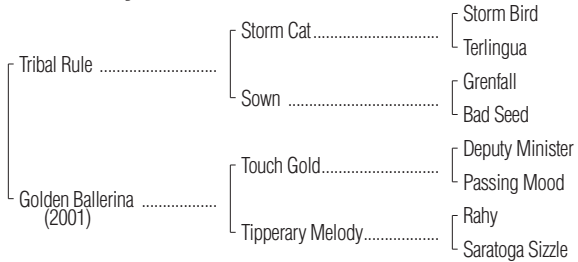 Storm Bird
Storm Cat..............................
Terlingua
Tribal Rule ............................
Grenfall
Sown ....................................
Bad Seed
Deputy Minister
Touch Gold............................
Passing Mood
Golden Ballerina ..................
(2001)
Rahy
Tipperary Melody..................
Saratoga Sizzle